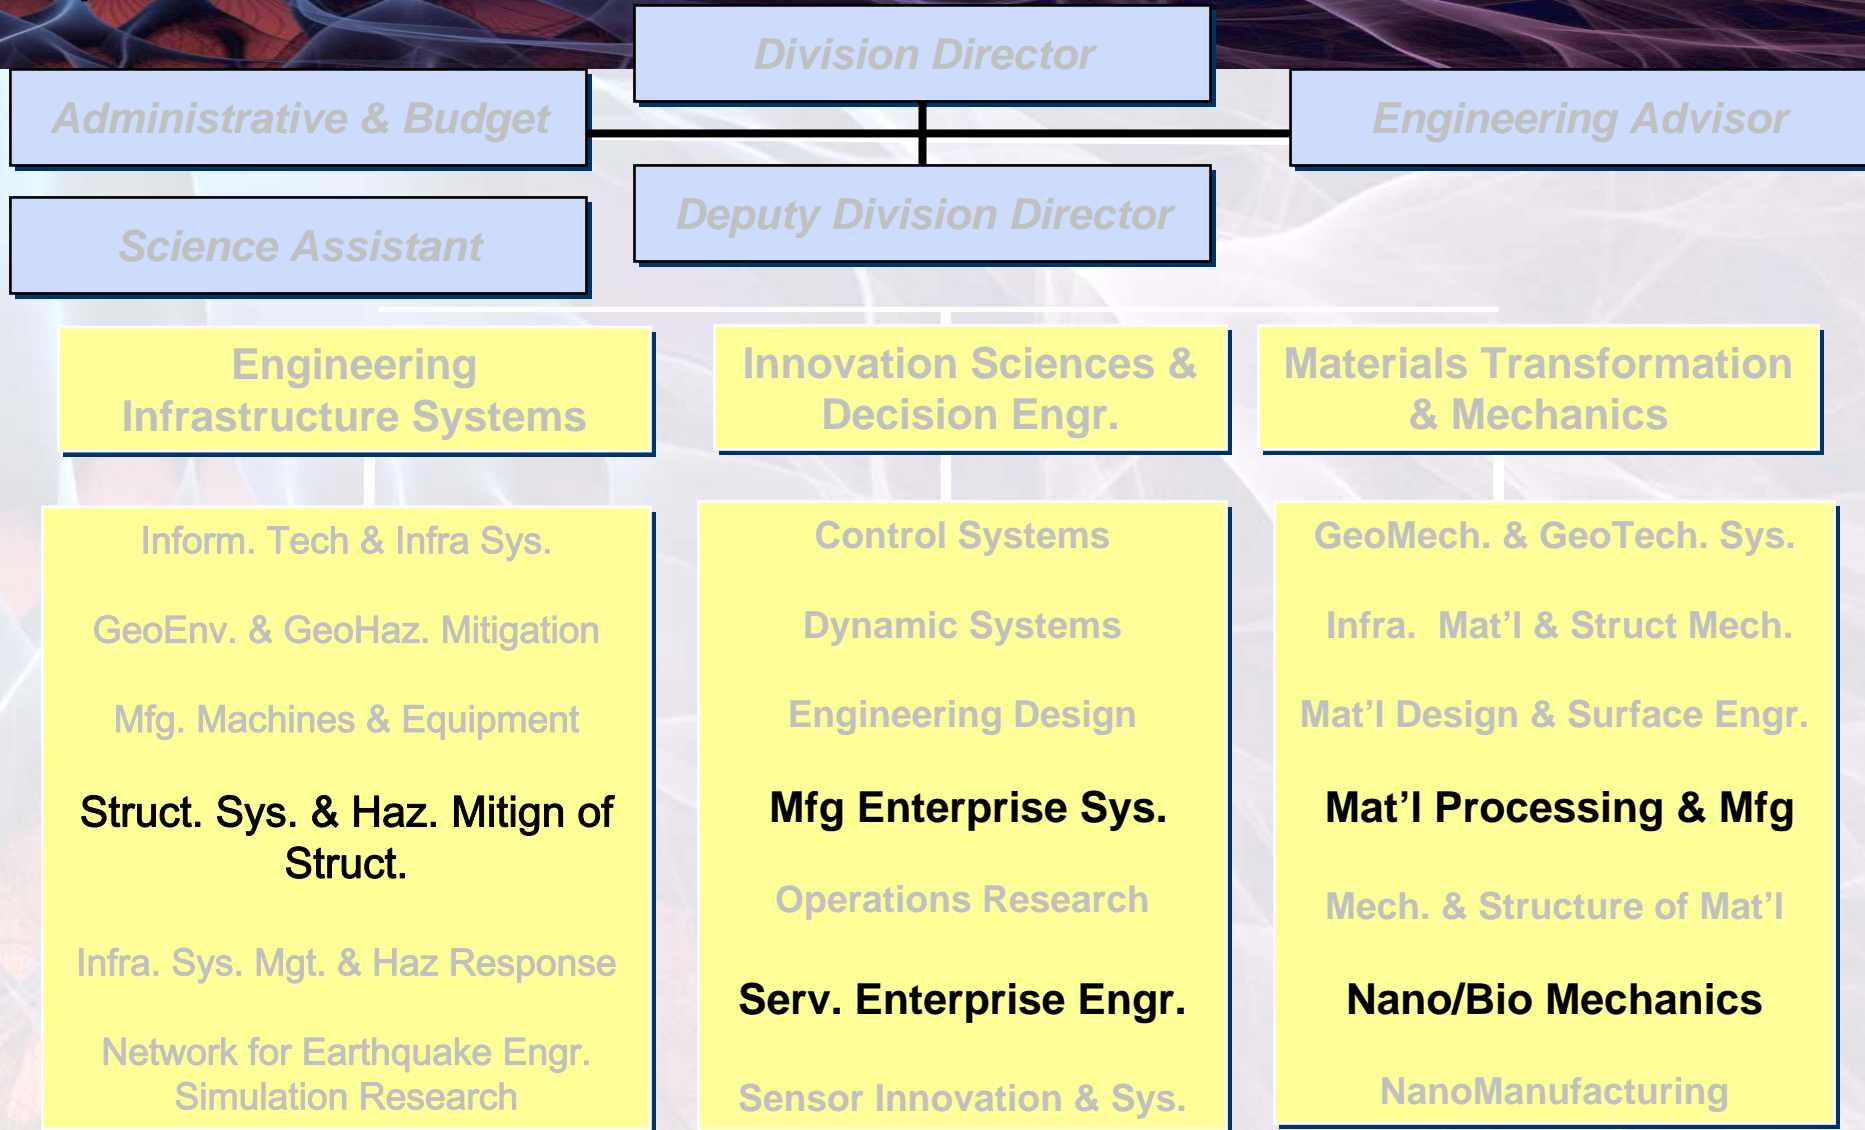 Division Director
Administrative & Budget
Engineering Advisor
Deputy Division Director
Science Assistant
Engineering
Infrastructure Systems
Innovation Sciences &
Decision Engr.
Materials Transformation
& Mechanics
Inform. Tech & Infra Sys.
GeoEnv. & GeoHaz. Mitigation
Mfg. Machines & Equipment
Struct. Sys. & Haz. Mitign of
Struct.
Infra. Sys. Mgt. & Haz Response
Network for Earthquake Engr.
Simulation Research
Control Systems
Dynamic Systems
Engineering Design
Mfg Enterprise Sys.
Operations Research
Serv. Enterprise Engr.
Sensor Innovation & Sys.
GeoMech. & GeoTech. Sys.
Infra. Mat’l & Struct Mech.
Mat’l Design & Surface Engr.
Mat’l Processing & Mfg
Mech. & Structure of Mat’l
Nano/Bio Mechanics
NanoManufacturing